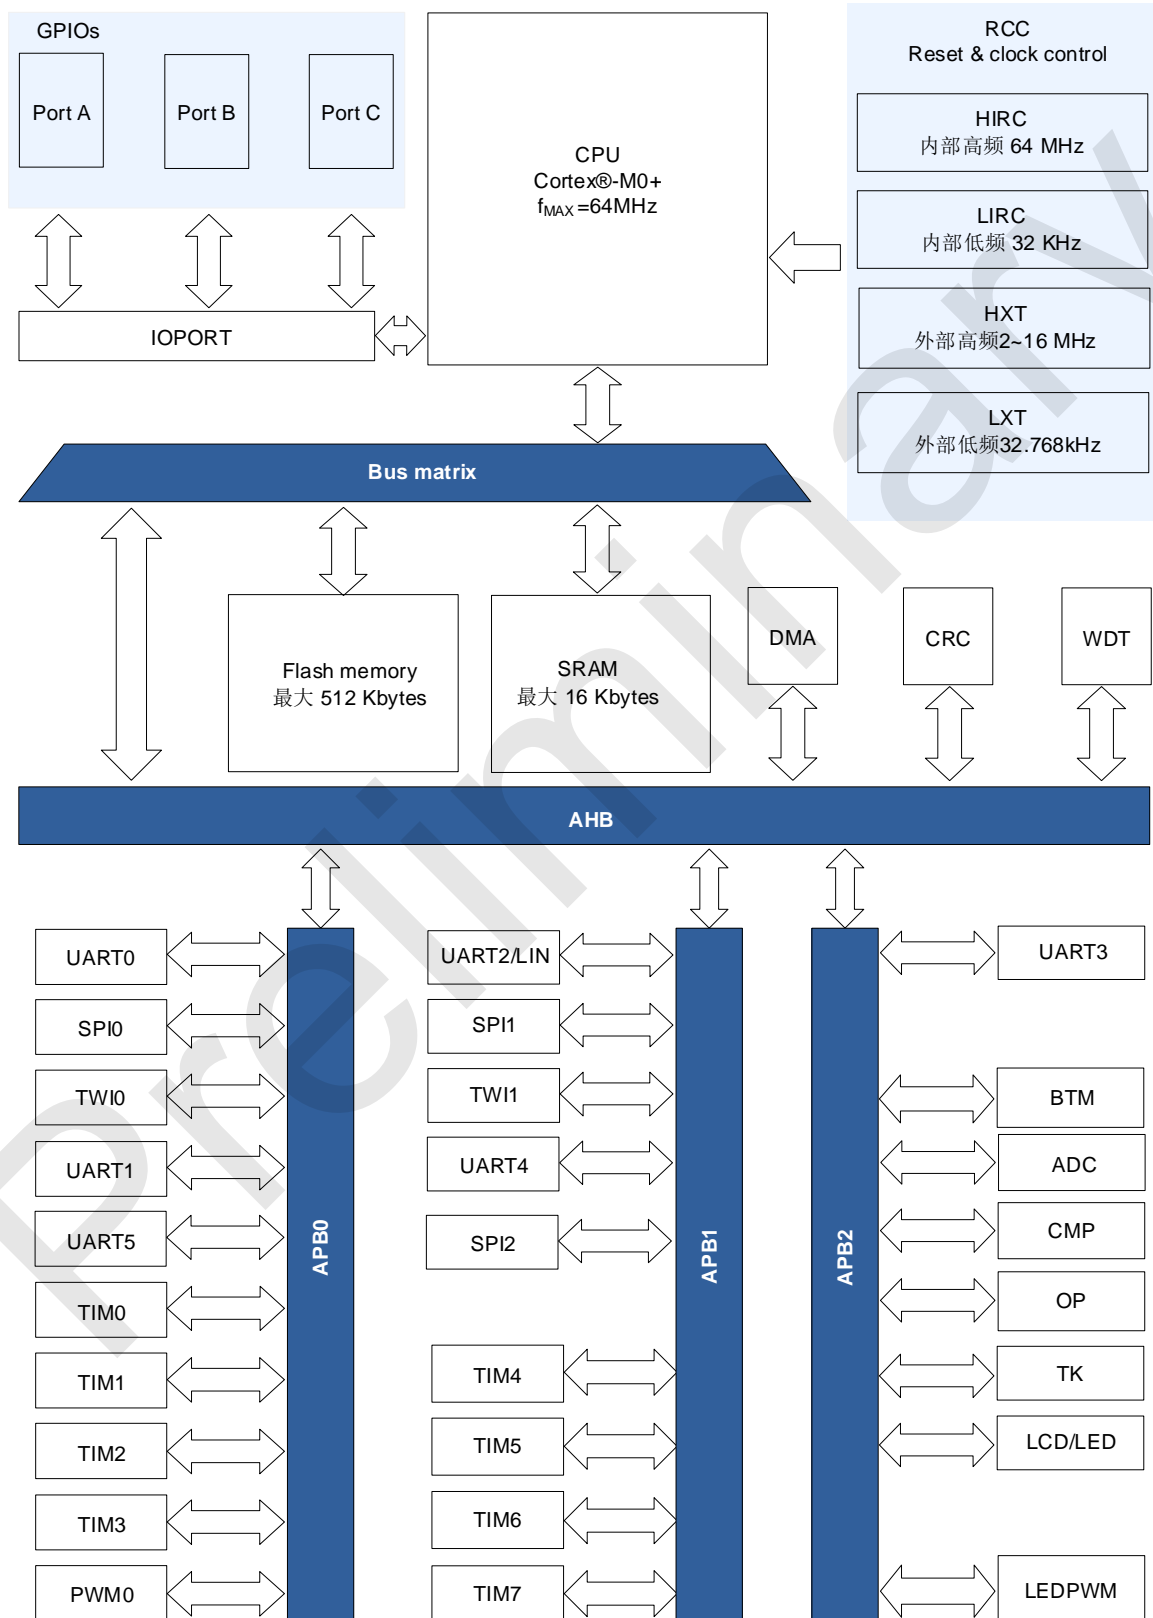 GPIOs
Port A
Port B
Port C
CPU
Cortex®-M0+
fMAX =64MHz
RCC
Reset & clock control
HIRC
内部高频 64 MHz
LIRC
内部低频 32 KHz
HXT
外部高频2~16 MHz
LXT
外部低频32.768kHz
IOPORT
Bus matrix
Flash memory
最大 512 Kbytes
SRAM
最大 16 Kbytes
DMA
CRC
WDT
AHB
UART0
SPI0
TWI0
UART1
UART5
TIM0
TIM1
TIM2
TIM3
PWM0
APB0
UART2/LIN
SPI1
TWI1
UART4
SPI2
TIM4
TIM5
TIM6
TIM7
APB1
APB2
UART3
BTM
ADC
CMP
OP
TK
LCD/LED
LEDPWM
Preliminary